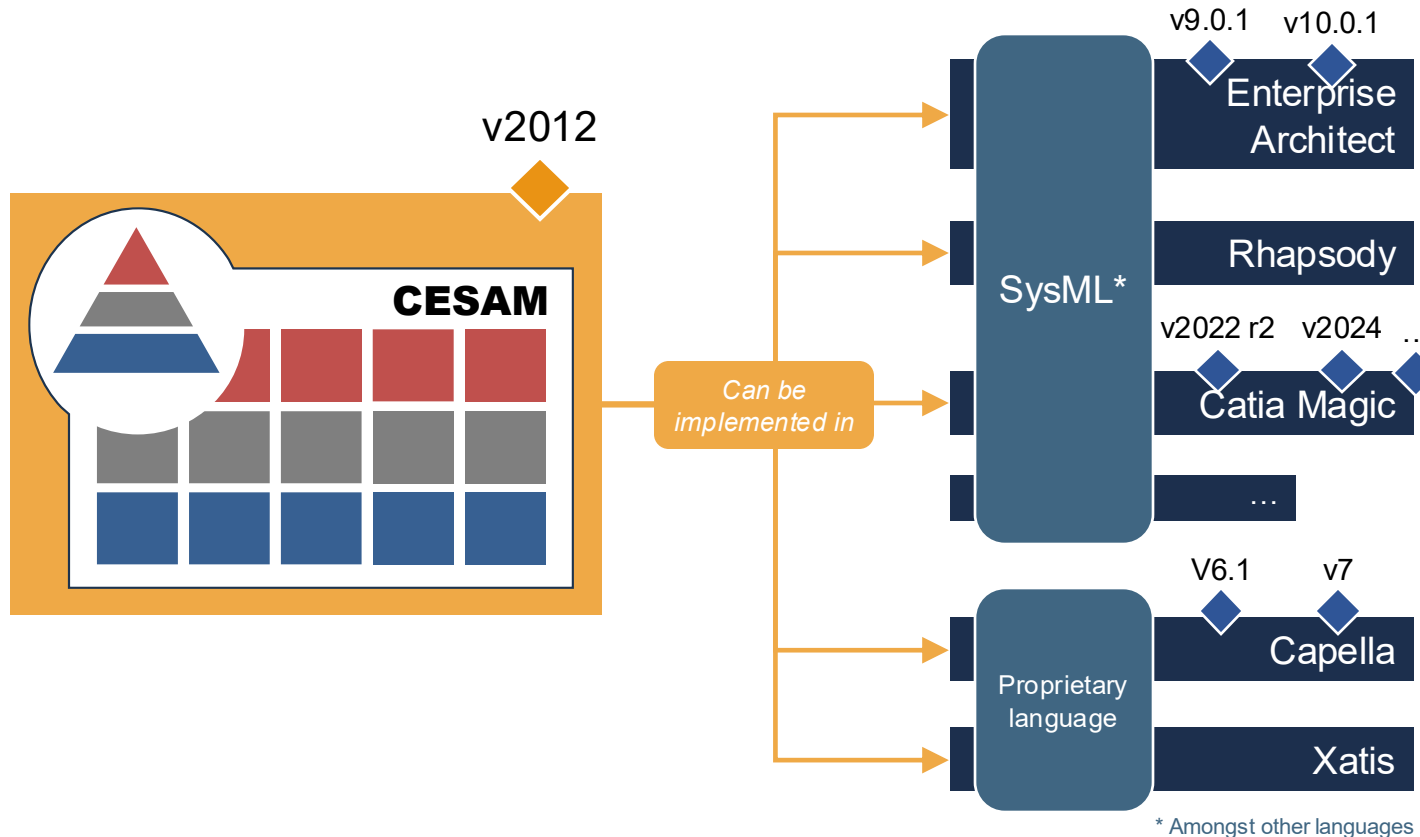 v2012
CESAM
Can be
implemented in
SysML*
v9.0.1 v10.0.1
Enterprise
Architect
Rhapsody
v2022 r2 v2024 ..
Catia Magic
...
Proprietary
language
V6.1 v7
Capella
Xatis
* Amongst other languages